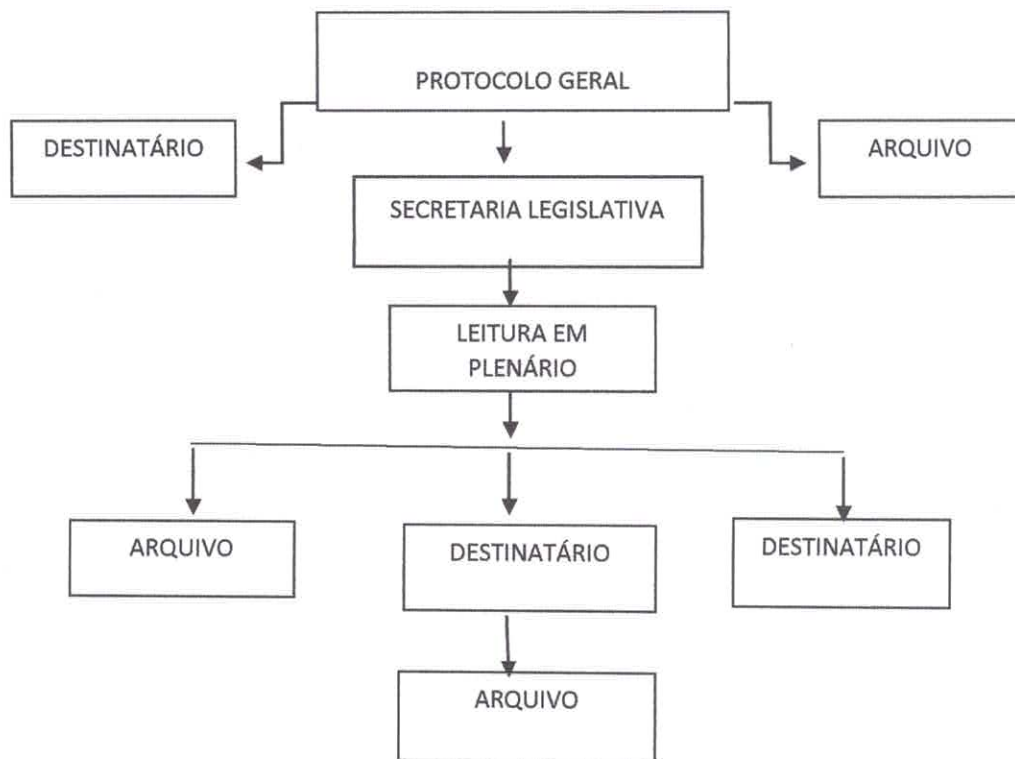 PROTOCOLO GERAL
DESTINATÁRIO
ARQUIVO
SECRETARIA LEGISLATIVA
LEITURA EM
PLENÁRIO
ARQUIVO
DESTINATÁRIO
DESTINATÁRIO
ARQUIVO